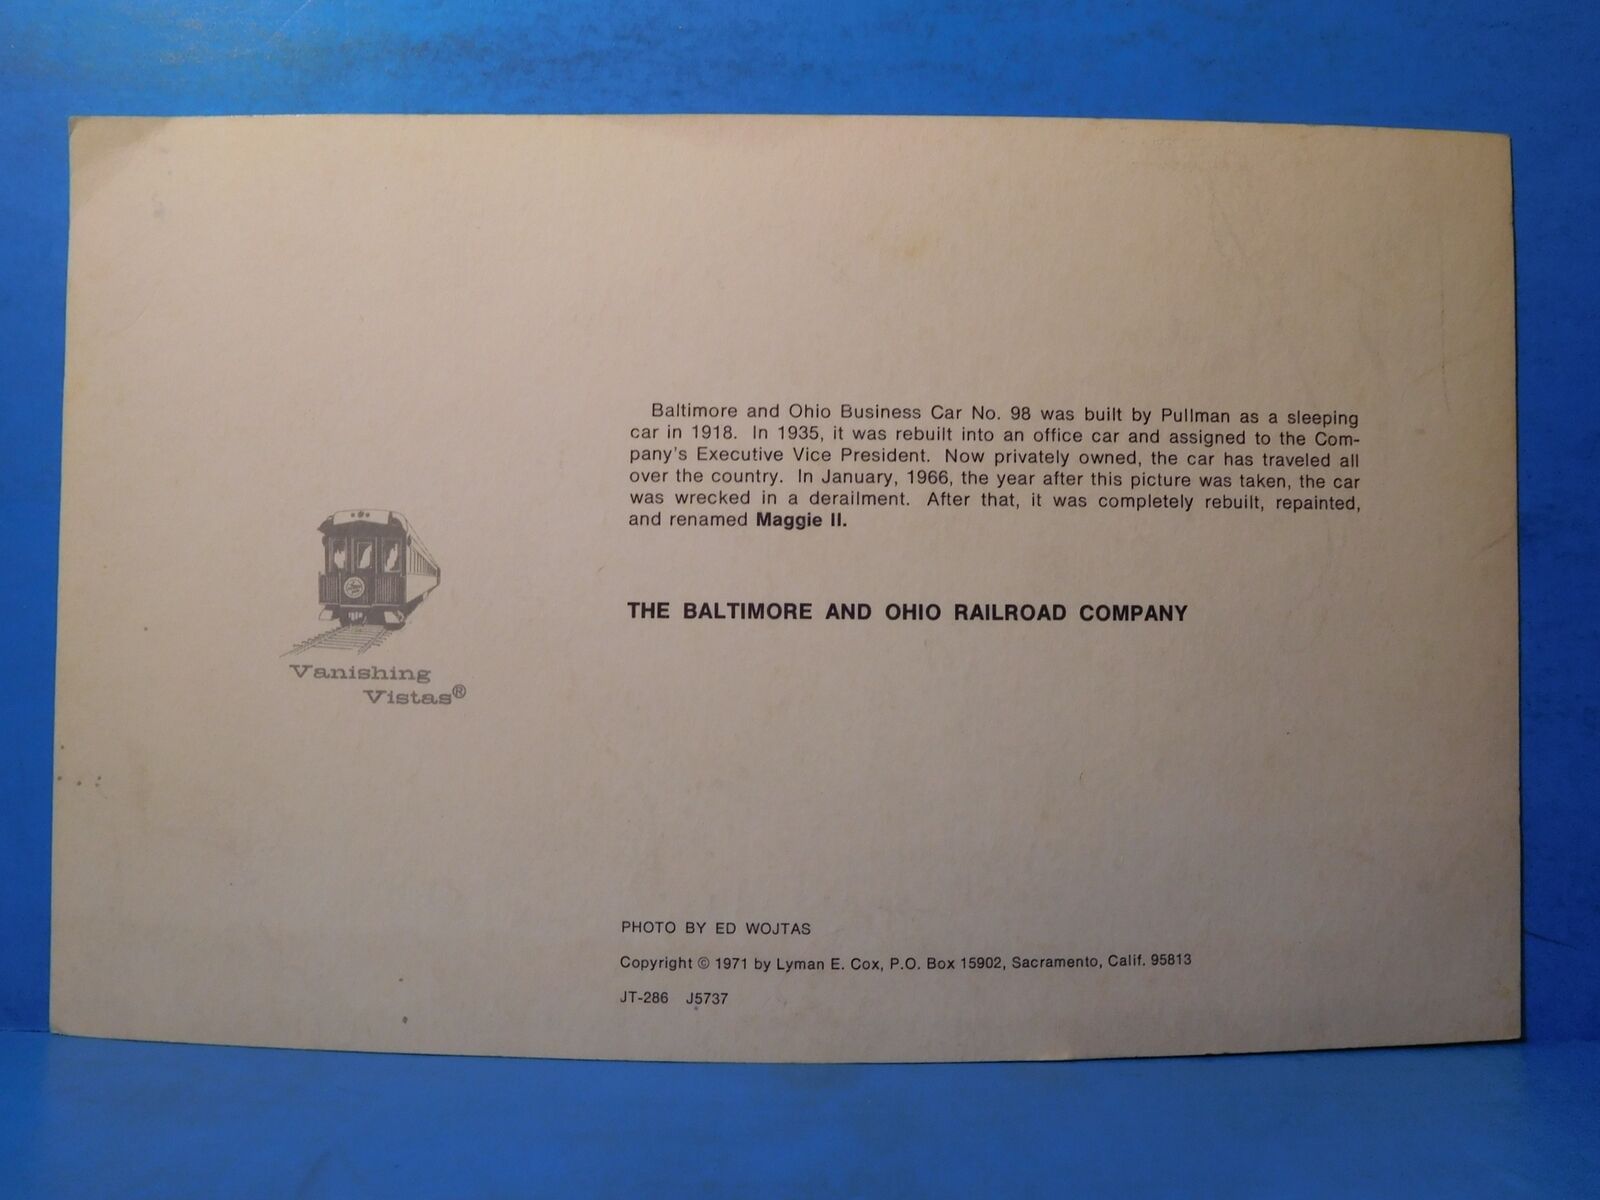 Baltimore and Ohio Business Car No. 98 was built by Pullman as a sleeping
car in 1918. In 1935, it was rebuilt into an office car and assigned to the Com-
pany's Executive Vice President. Now privately owned, the car has traveled all
over the country. In January, 1966, the year after this picture was taken, the car
was wrecked in a derailment. After that, it was completely rebuilt, repainted,
and renamed Maggie II.
THE BALTIMORE AND OHIO RAILROAD COMPANY
Vanishing
Vistas®
PHOTO BY ED WOJTAS
Copyright © 1971 by Lyman E. Cox, P.O. Box 15902, Sacramento, Calif. 95813
JT-286 J5737